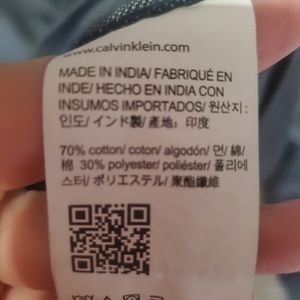 www.calvinklein.com
MADE IN INDIA/ FABRIQUÉ EN
INDE/ HECHO EN INDIA CON
INSUMOS IMPORTADOS/ 원산지 :
인도/ インド製/ 產地: 印度
70% cotton/ coton/ algodón/ 면/ 綿/
棉 30% polyester/ poliéster/ 폴리에
스터/ ポリエステル/ 聚酯纖維